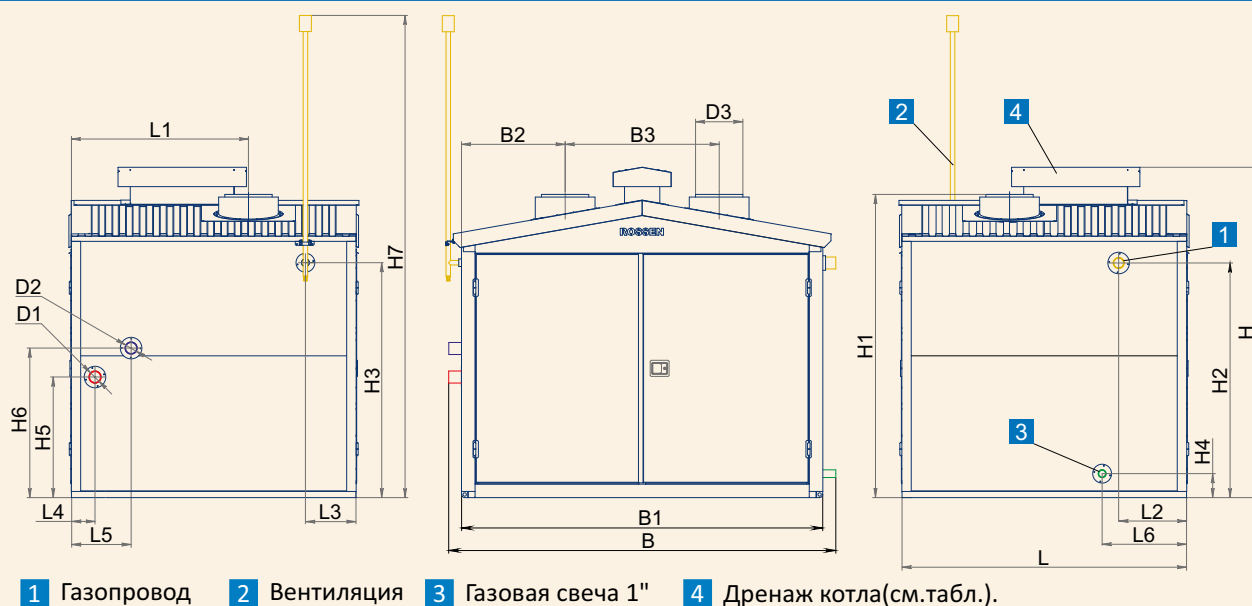 L1
B2
B3
D3
2
4
1
ROSSEN
H7
D2
D1
H3
H6
H5
H1
H2
H
3
H4
L4
L5
L3
B1
B
L2
L6
L
1 Газопровод 2 Вентиляция 3 Газовая свеча 1" 4 Дренаж котла(см.табл.).